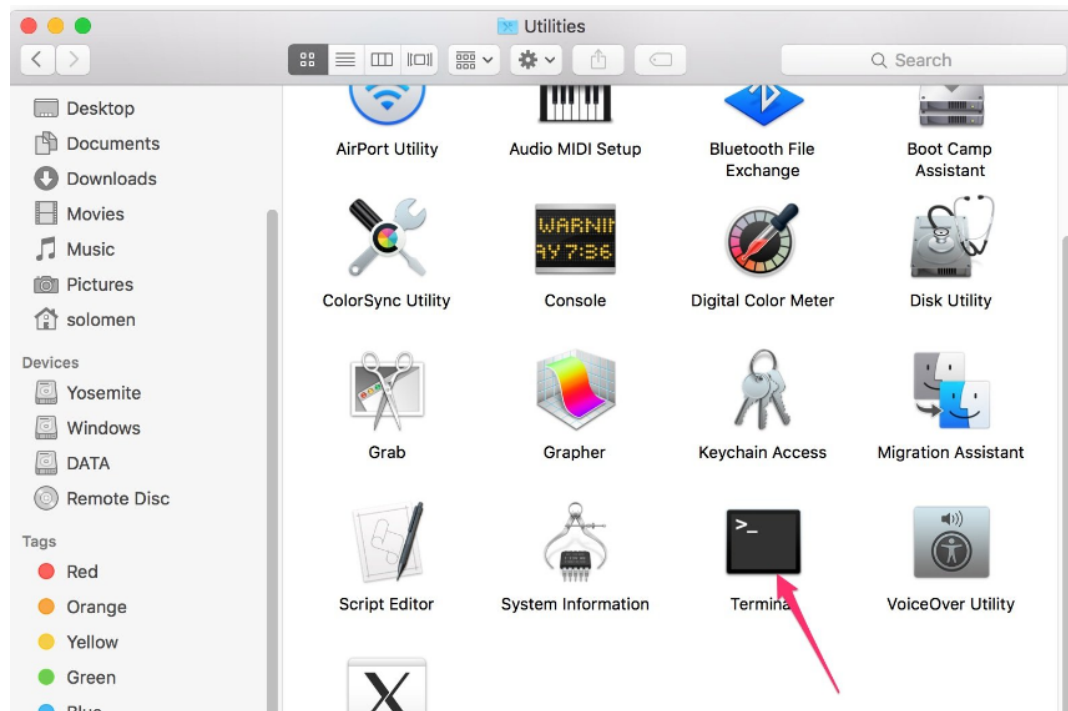 Utilities
Search
Desktop
Documents
Downloads
Movies
Music
Pictures
solomen
Devices
Yosemite
Windows
DATA
Remote Disc
Tags
Red
Orange
Yellow
Green
Blue
AirPort Utility
Audio MIDI Setup
Bluetooth File
Exchange
Boot Camp
Assistant
WARNIN
AY 7:36
ColorSync Utility
Console
Digital Color Meter
Disk Utility
Grab
Grapher
Keychain Access
Migration Assistant
>_
Script Editor
System Information
Terminal
VoiceOver Utility
X